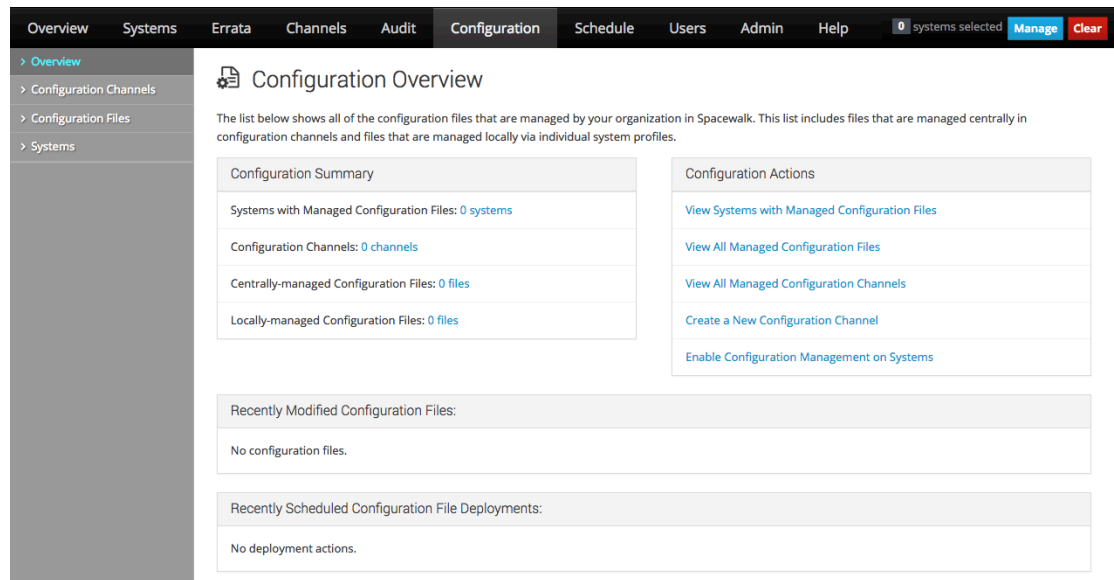 Overview Systems Errata Channels Audit Configuration Schedule Users Admin Help 0 systems selected Manage Clear
> Overview
> Configuration Channels
> Configuration Files
> Systems
Configuration Overview
The list below shows all of the configuration files that are managed by your organization in Spacewalk. This list includes files that are managed centrally in
configuration channels and files that are managed locally via individual system profiles.
Configuration Summary
Systems with Managed Configuration Files: 0 systems
Configuration Channels: 0 channels
Centrally-managed Configuration Files: 0 files
Locally-managed Configuration Files: 0 files
Configuration Actions
View Systems with Managed Configuration Files
View All Managed Configuration Files
View All Managed Configuration Channels
Create a New Configuration Channel
Enable Configuration Management on Systems
Recently Modified Configuration Files:
No configuration files.
Recently Scheduled Configuration File Deployments:
No deployment actions.